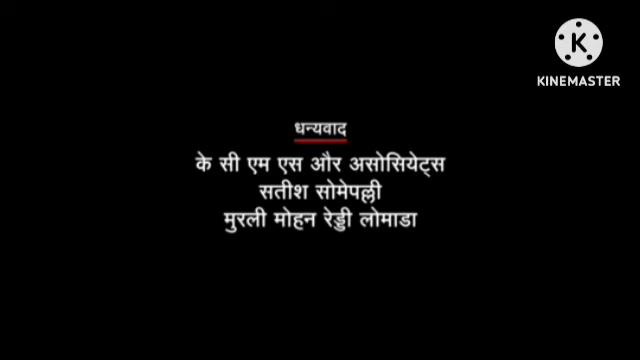 KINEMASTER
धन्यवाद
के सी एम एस और असोसियेट्स
सतीश सोमेपल्ली
मुरली मोहन रेड्डी लोमाडा